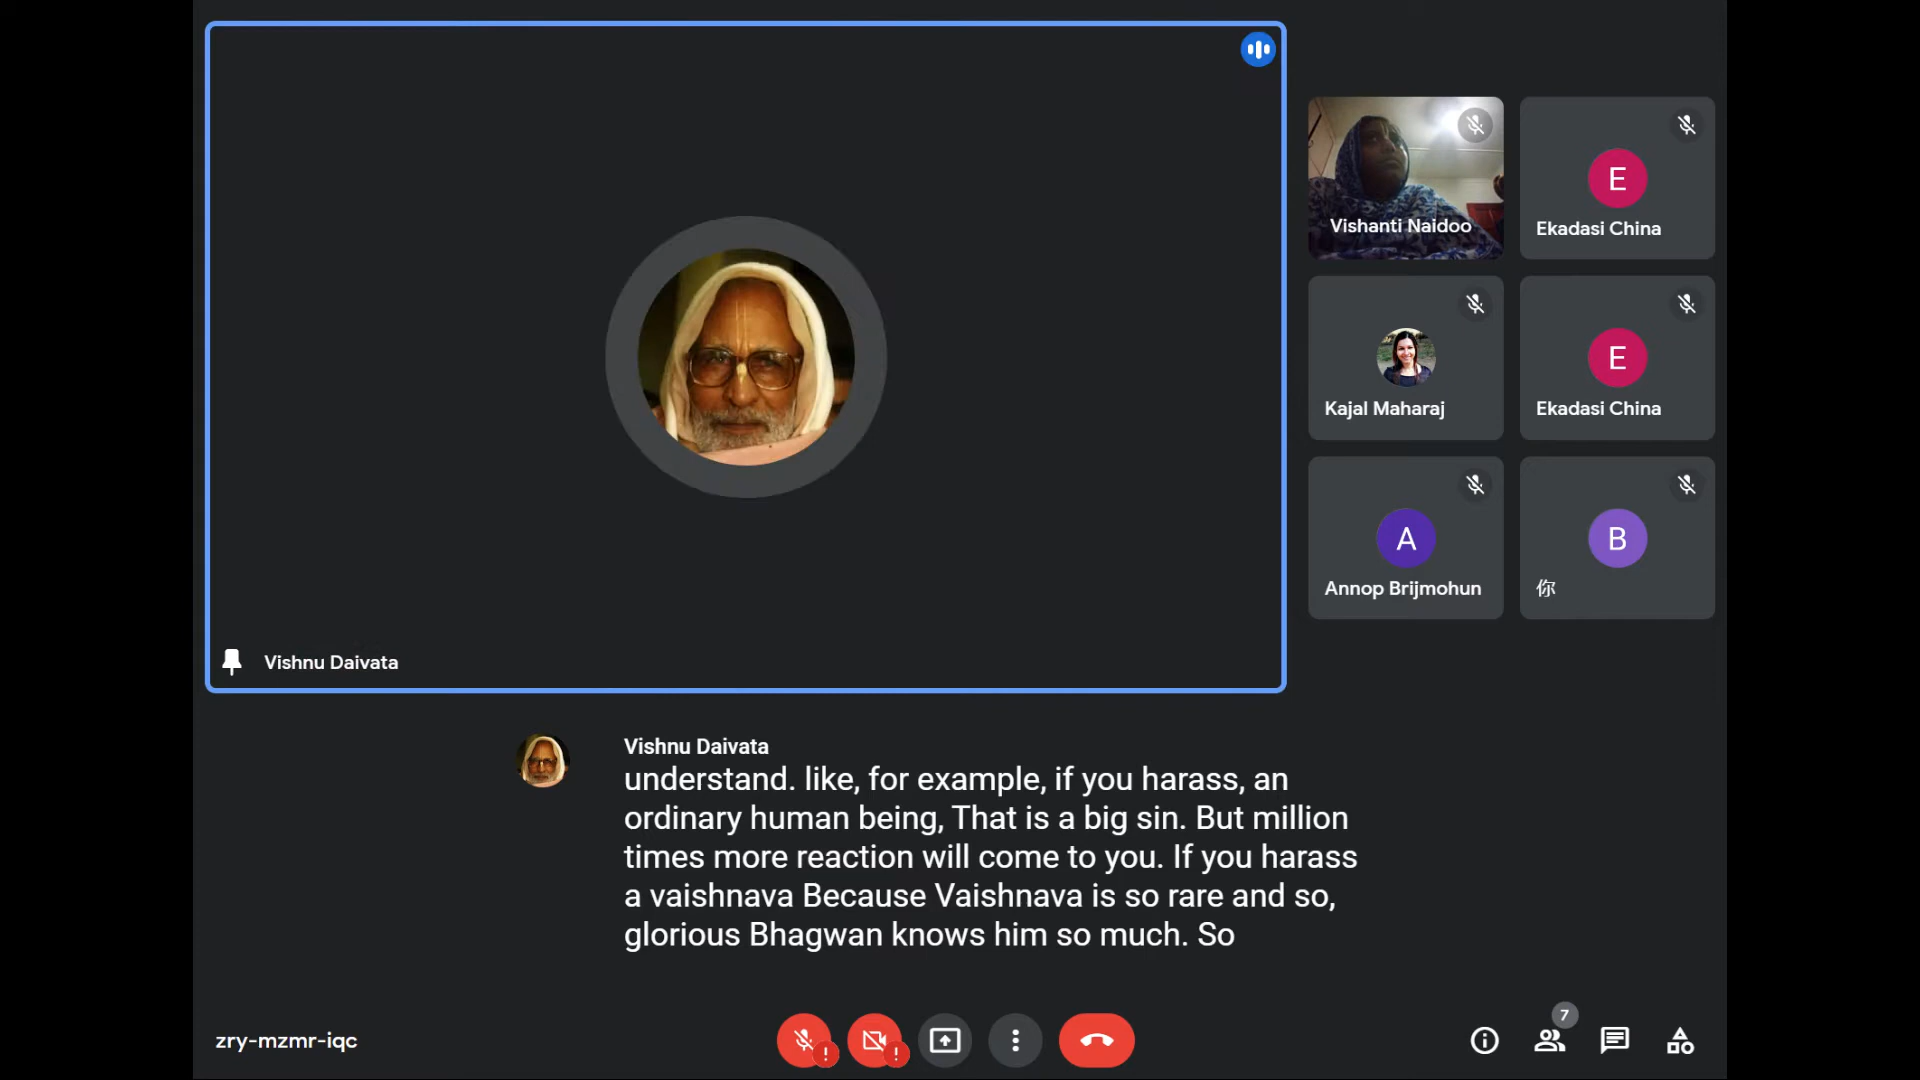 Vishanti Naidoo
E
Ekadasi China
Kajal Maharaj
E
Ekadasi China
A
Annop Brijmohun
B
你
Vishnu Daivata
Vishnu Daivata
understand. like, for example, if you harass, an
ordinary human being, That is a big sin. But million
times more reaction will come to you. If you harass
a vaishnava Because Vaishnava is so rare and so,
glorious Bhagwan knows him so much. So
zry-mzmr-iqc
7